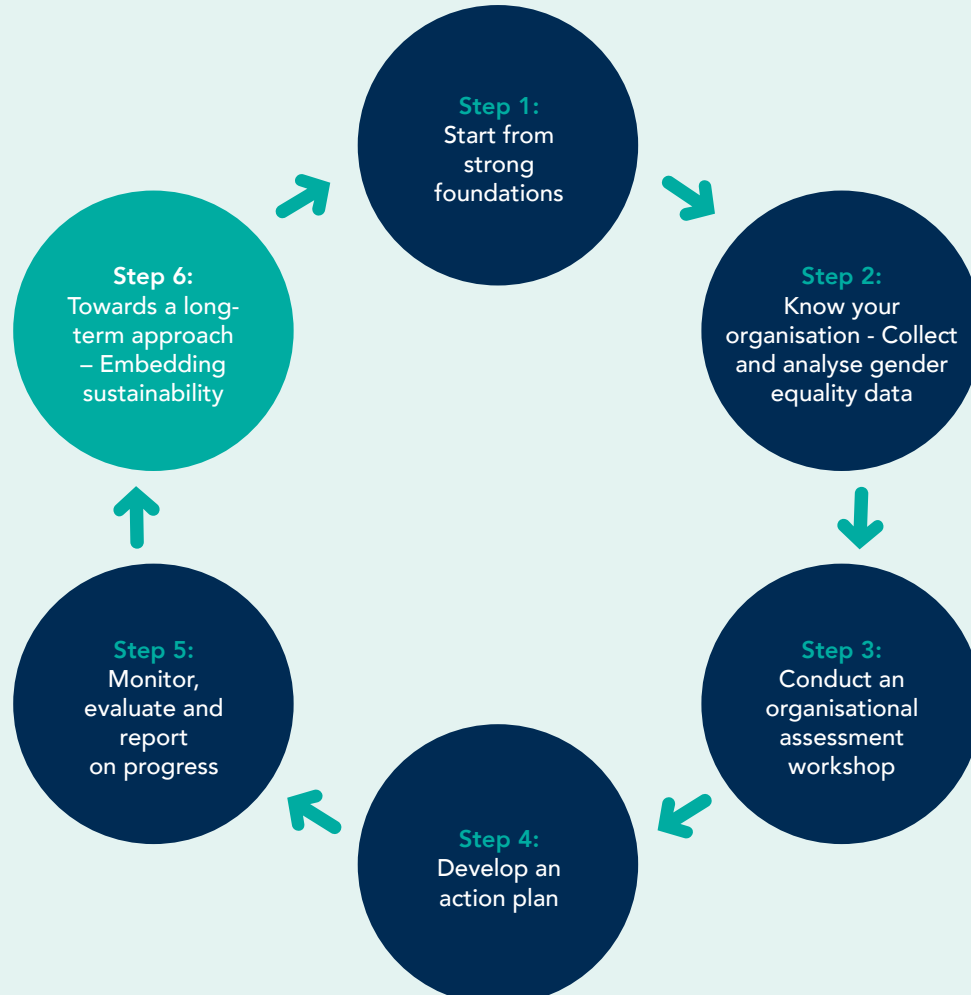 Step 1:
Start from
strong
foundations
Step 2:
Know your
organisation - Collect
and analyse gender
equality data
Step 3:
Conduct an
organisational
assessment
workshop
Step 4:
Develop an
action plan
Step 5:
Monitor,
evaluate and
report
on progress
Step 6:
Towards a long-
term approach
– Embedding
sustainability